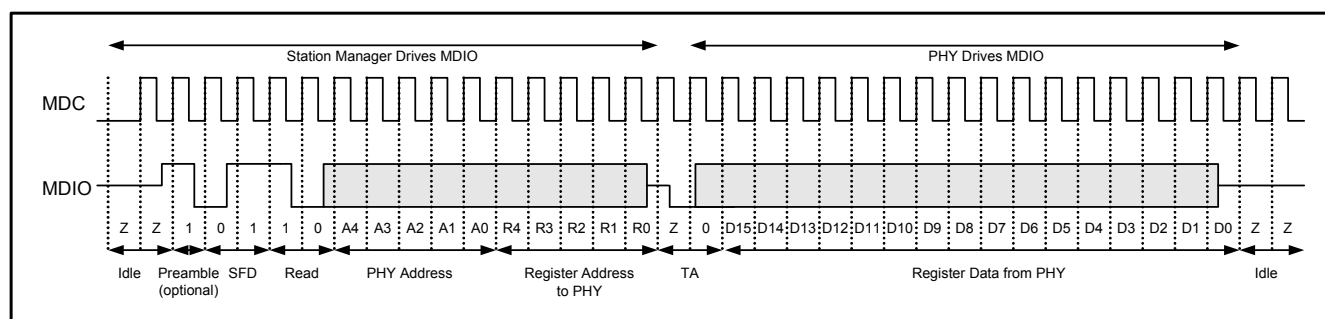 Station Manager Drives MDIO PHY Drives MDIO
MDC
MDIO
Z Z 1 0 1 1 0 A4 A3 A2 A1 A0 R4 R3 R2 R1 R0 Z 0 D15 D14 D13 D12 D11 D10 D9 D8 D7 D6 D5 D4 D3 D2 D1 D0 Z Z
Idle Preamble SFD Read PHY Address Register Address TA Register Data from PHY Idle
(optional) to PHY